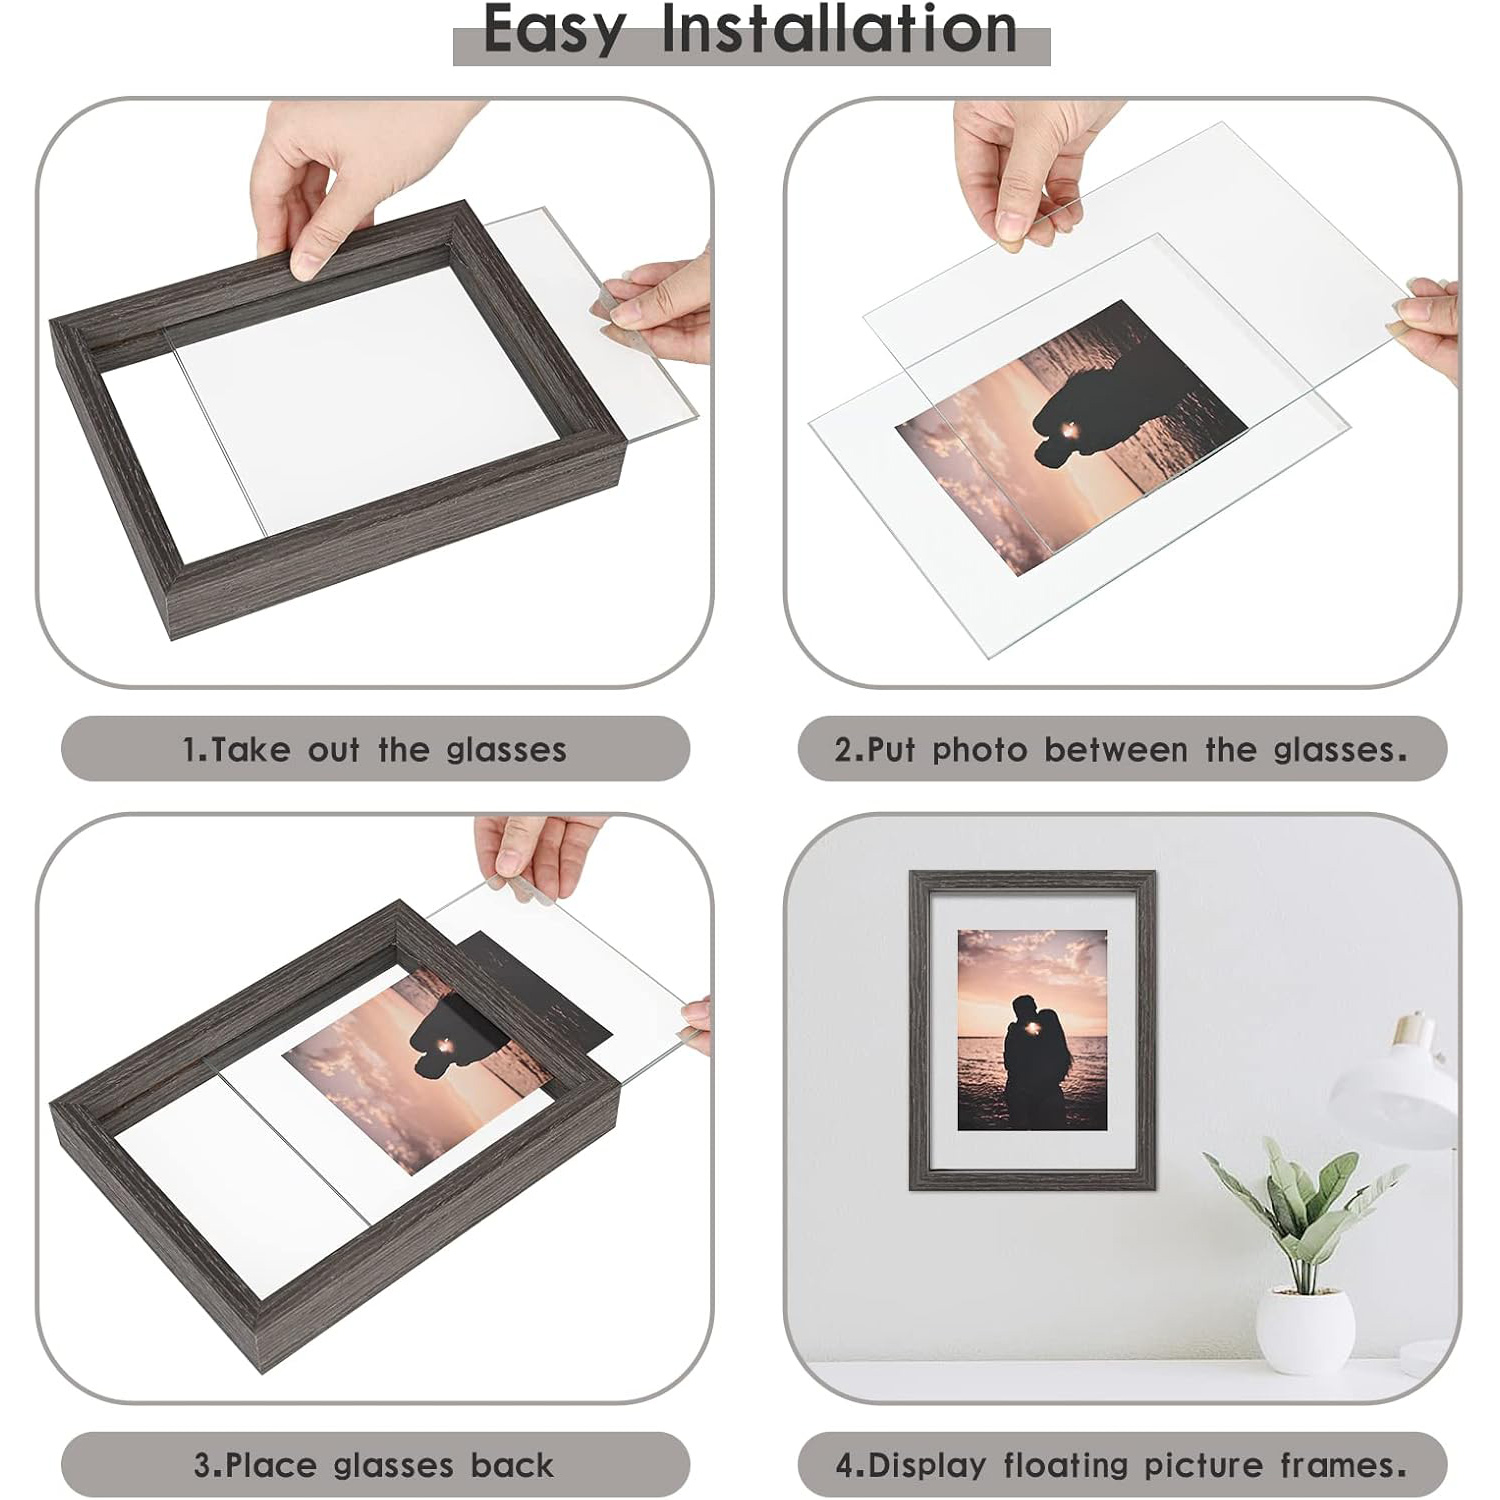 Easy Installation
1.Take out the glasses
2.Put photo between the glasses.
3.Place glasses back
4.Display floating picture frames.